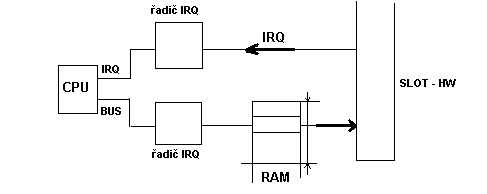 řadič IRQ
IRQ
IRQ
CPU
SLOT - HW
BUS
řadič IRQ
RAM